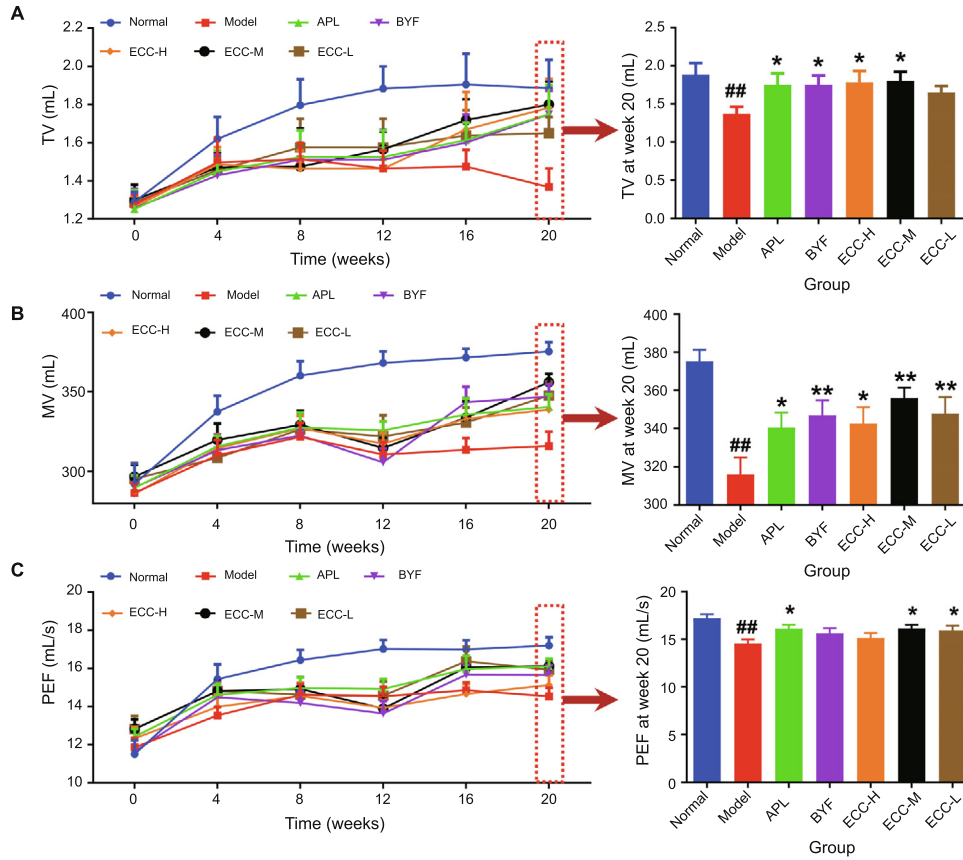 A
Normal Model APL BYF
ECC-H ECC-M ECC-L
TV (mL)
2.2
2.0
1.8
1.6
1.4
1.2
0 4 8 12 16 20
Time (weeks)
TV at week 20 (mL)
2.5
2.0
1.5
1.0
0.5
0.0
## * * * *
Normal Model APL BYF ECC-H ECC-M ECC-L
Group
B
Normal Model APL BYF
ECC-H ECC-M ECC-L
MV (mL)
400
350
300
0 4 8 12 16 20
Time (weeks)
MV at week 20 (mL)
400
380
360
340
320
300
## * ** * ** **
Normal Model APL BYF ECC-H ECC-M ECC-L
Group
C
Normal Model APL BYF
ECC-H ECC-M ECC-L
PEF (mL/s)
20
18
16
14
12
10
0 4 8 12 16 20
Time (weeks)
PEF at week 20 (mL/s)
20
15
10
5
0
## * * *
Normal Model APL BYF ECC-H ECC-M ECC-L
Group